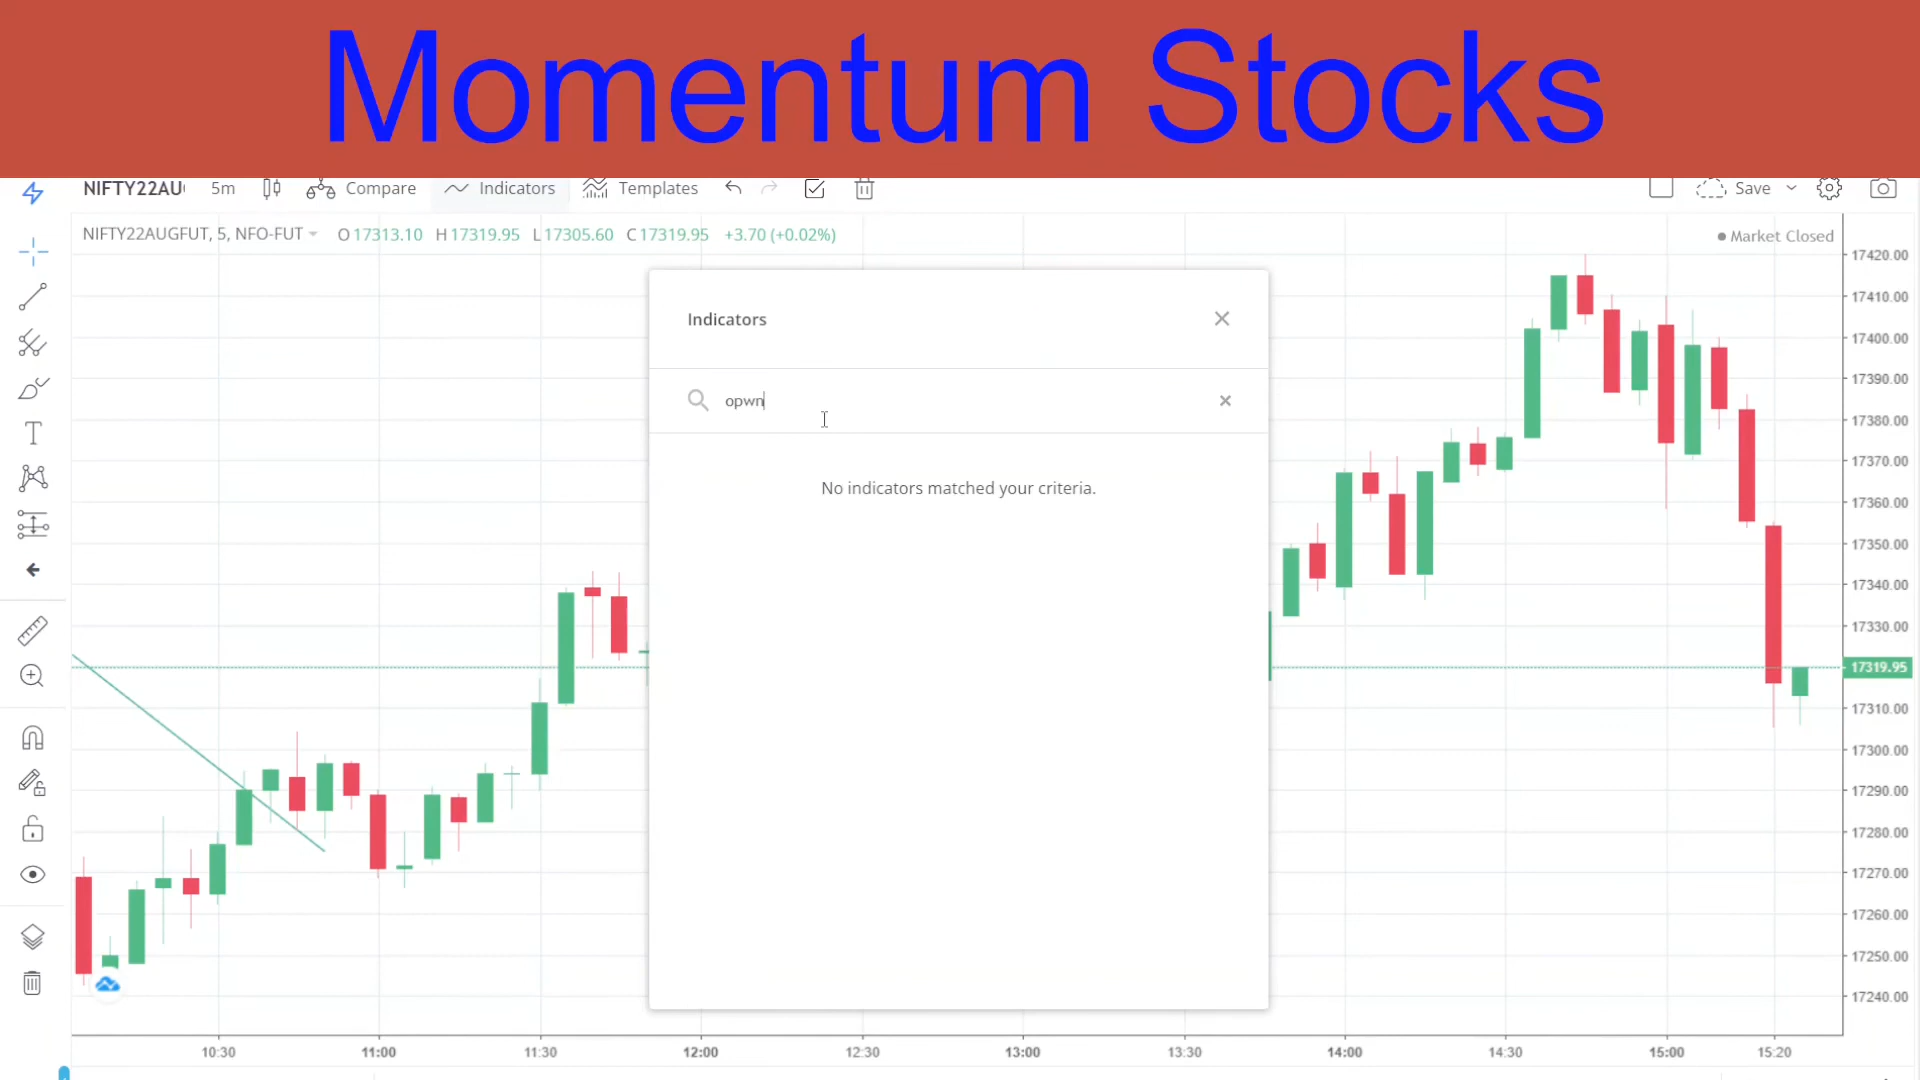 Momentum Stocks
NIFTY22AU 5m Compare Indicators Templates Save
NIFTY22AUGFUT, 5, NFO-FUT O17313.10 H17319.95 L17305.60 C17319.95 +3.70 (+0.02%)
Market Closed
Indicators
opwn
No indicators matched your criteria.
17420.00
17410.00
17400.00
17390.00
17380.00
17370.00
17360.00
17350.00
17340.00
17330.00
17319.95
17310.00
17300.00
17290.00
17280.00
17270.00
17260.00
17250.00
17240.00
10:30 11:00 11:30 12:00 12:30 13:00 13:30 14:00 14:30 15:00 15:20